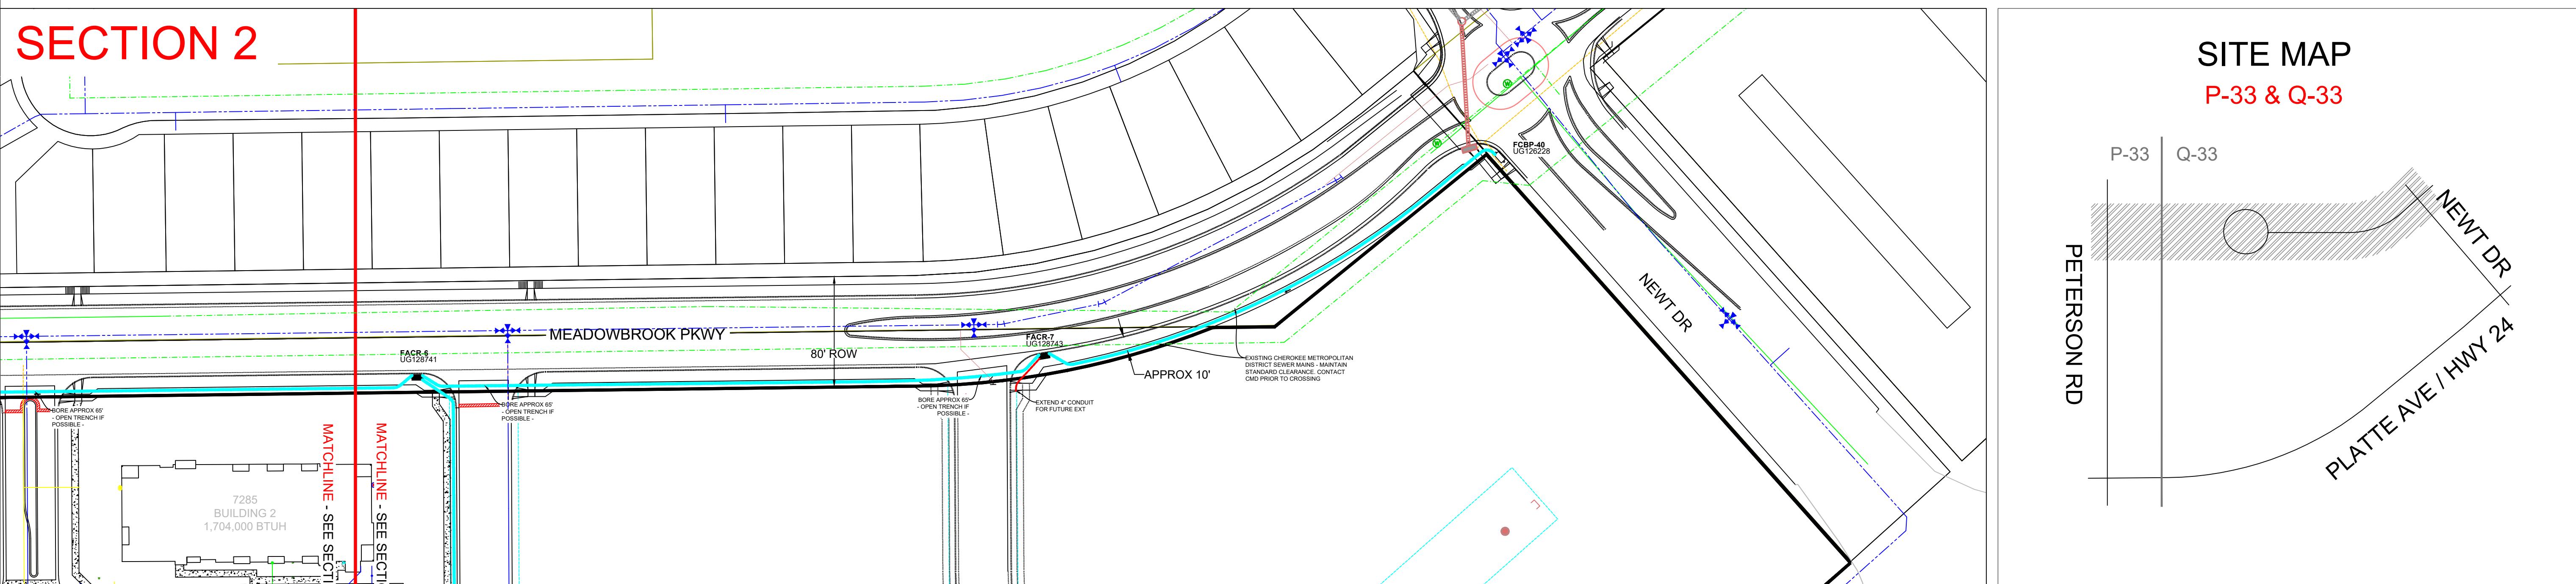 SECTION 2
SITE MAP
P-33 & Q-33
P-33
Q-33
NEWT DR
PETERSON RD
PLATTE AVE / HWY 24
FCBP-40
UG126228
NEWT DR
MEADOWBROOK PKWY
80' ROW
FACR-6
UG128741
FACR-7
UG128743
APPROX 10'
EXISTING CHEROKEE METROPOLITAN
DISTRICT SEWER MAINS - MAINTAIN
STANDARD CLEARANCE. CONTACT
CMD PRIOR TO CROSSING
BORE APPROX 65'
- OPEN TRENCH IF
POSSIBLE -
BORE APPROX 65'
- OPEN TRENCH IF
POSSIBLE -
BORE APPROX 65'
- OPEN TRENCH IF
POSSIBLE -
EXTEND 4" CONDUIT
FOR FUTURE EXT
7285
BUILDING 2
1,704,000 BTUH
MATCHLINE - SEE SECTI
MATCHLINE - SEE SECTI
W
W